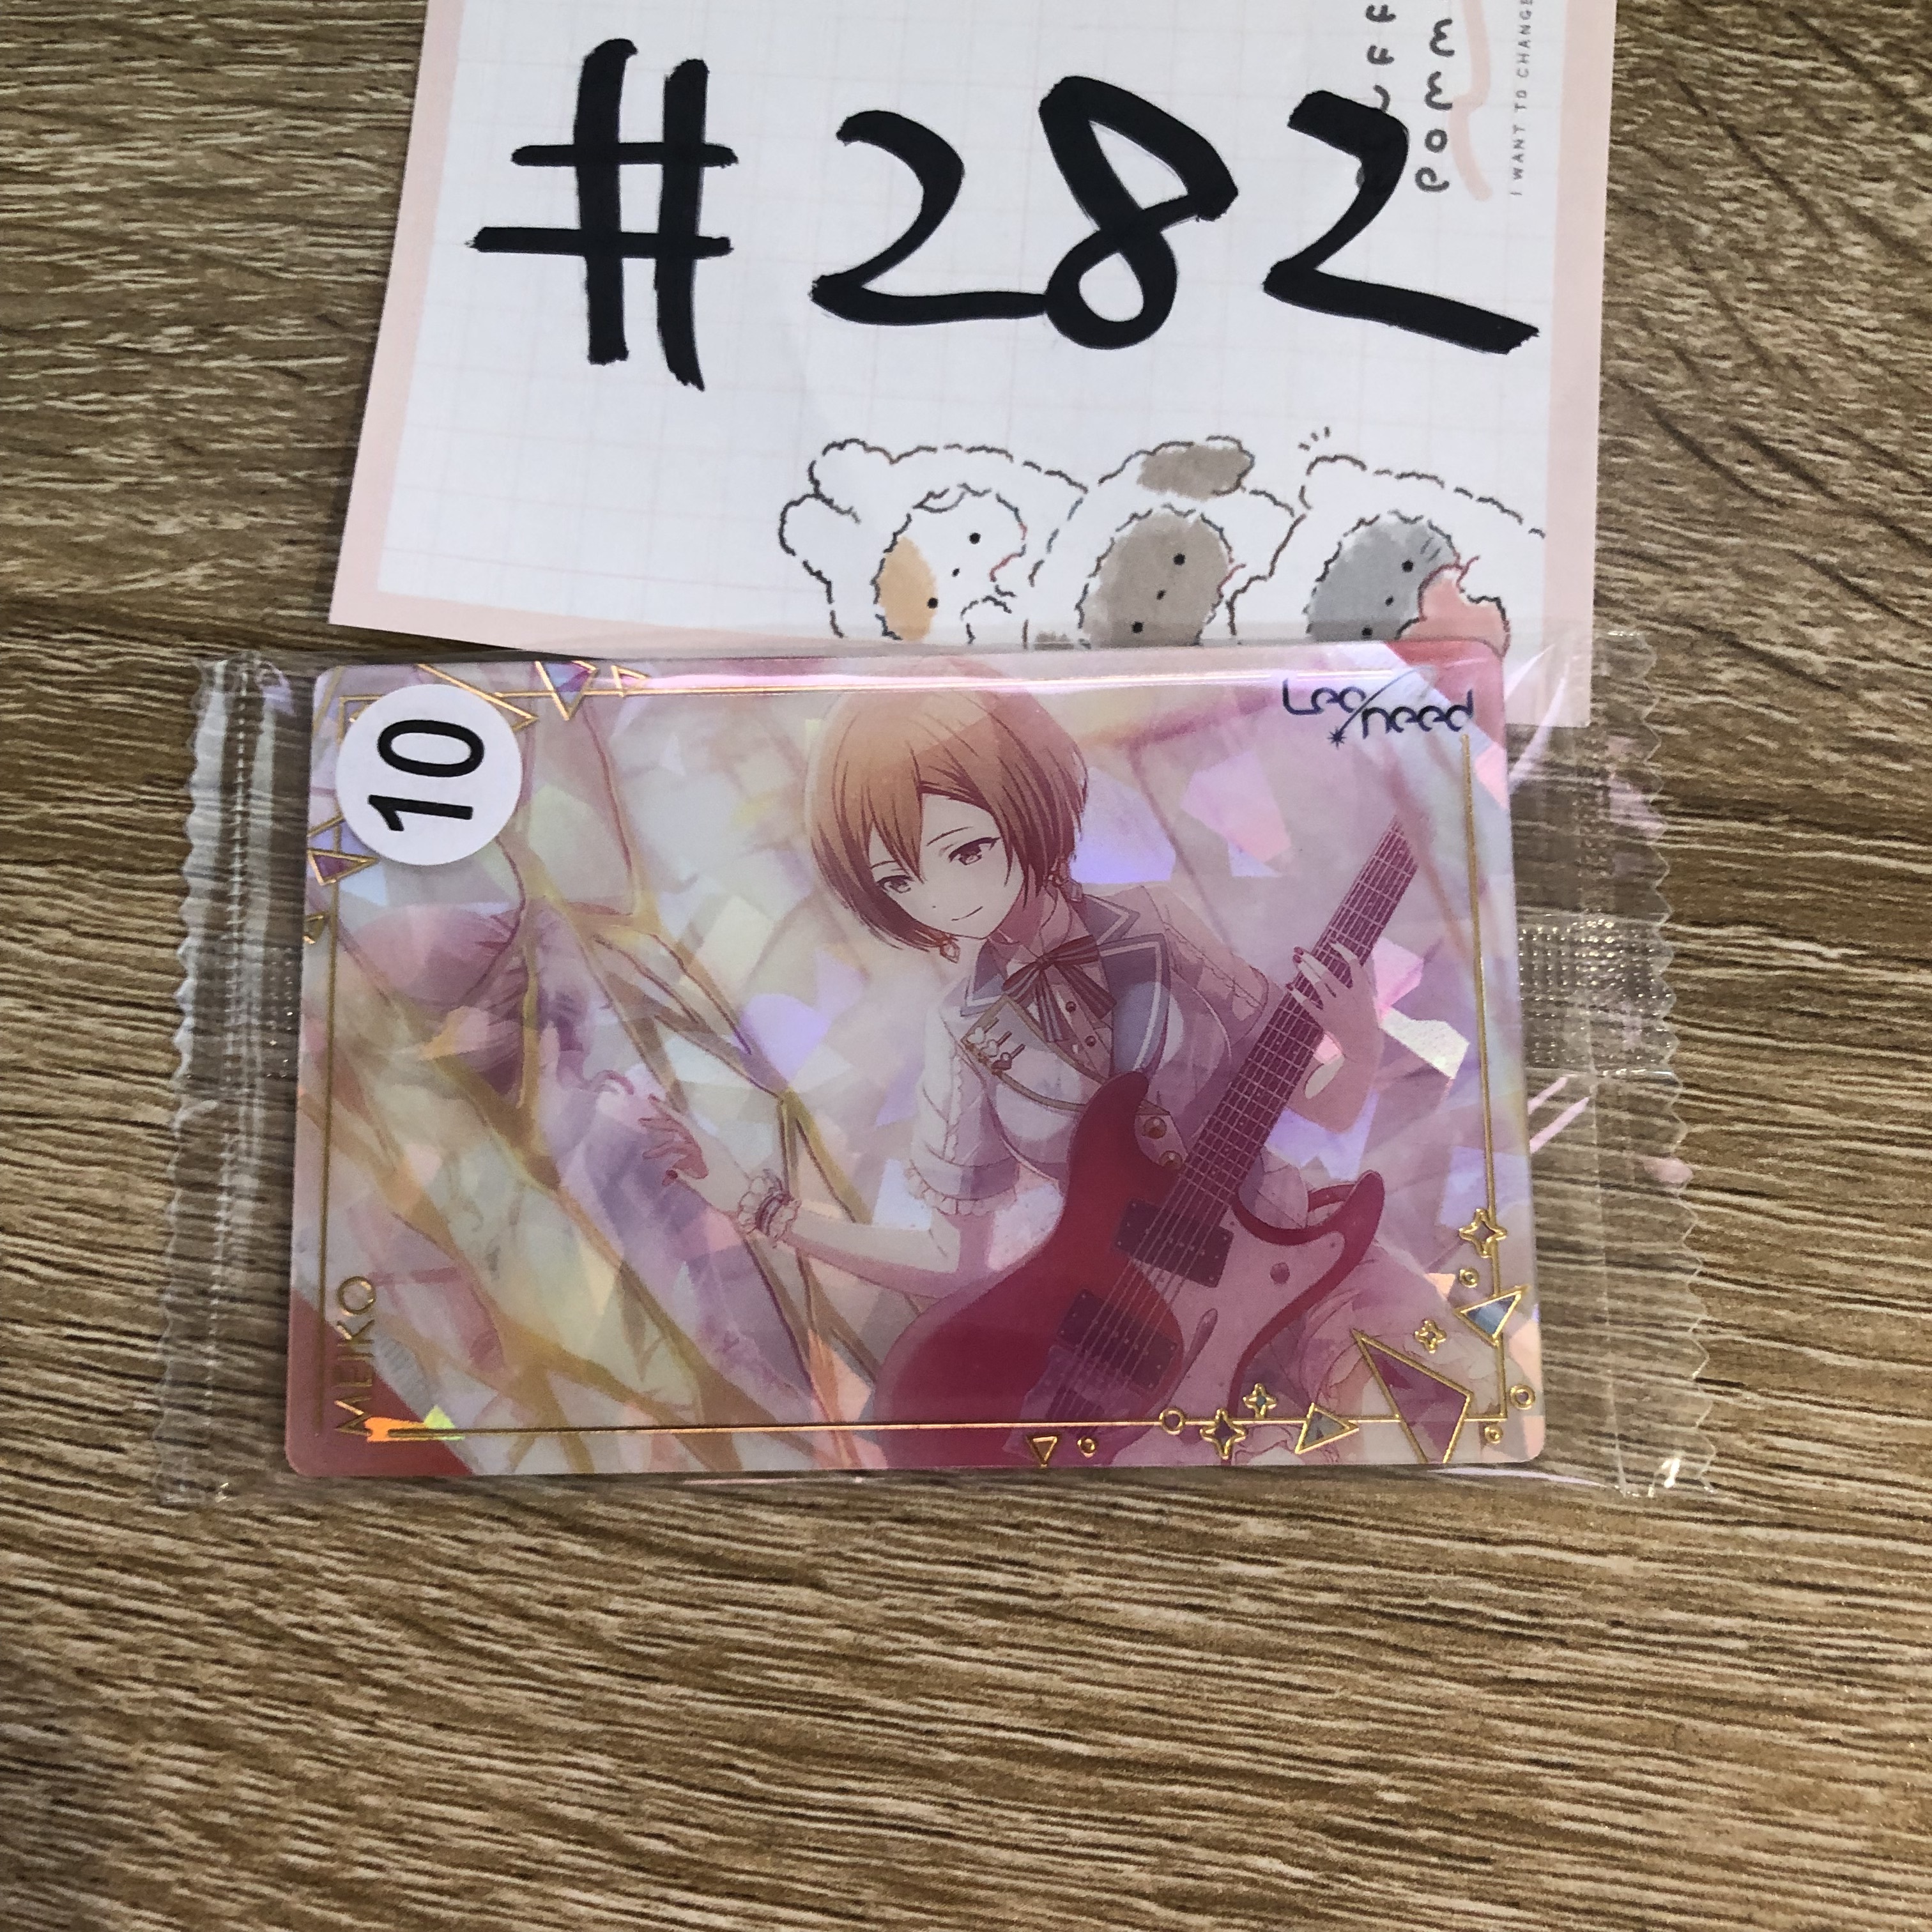 #282
I WANT TO CHANGE
10
Leo/need
MEIKO